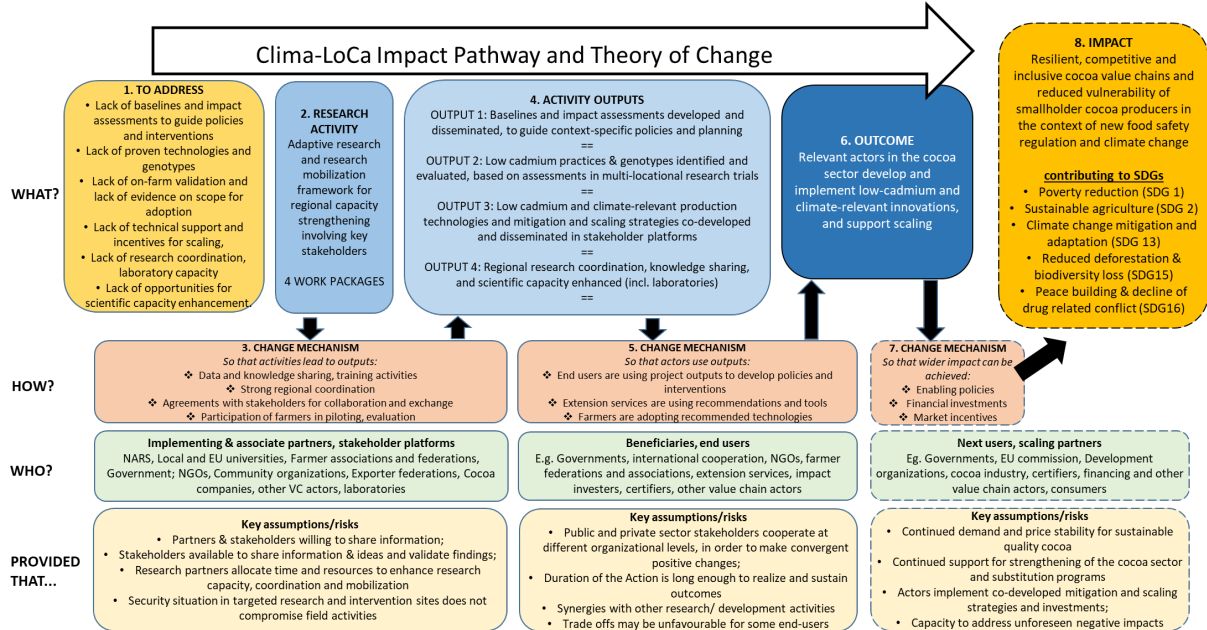 Clima-LoCa Impact Pathway and Theory of Change
WHAT?
1. TO ADDRESS
• Lack of baselines and impact
assessments to guide policies
and interventions
• Lack of proven technologies and
genotypes
• Lack of on-farm validation and
lack of evidence on scope for
adoption
• Lack of technical support and
incentives for scaling,
• Lack of research coordination,
laboratory capacity
• Lack of opportunities for
scientific capacity enhancement.
2. RESEARCH
ACTIVITY
Adaptive research
and research
mobilization
framework for
regional capacity
strengthening
involving key
stakeholders
4 WORK PACKAGES
4. ACTIVITY OUTPUTS
OUTPUT 1: Baselines and impact assessments developed and
disseminated, to guide context-specific policies and planning
==
OUTPUT 2: Low cadmium practices & genotypes identified and
evaluated, based on assessments in multi-locational research trials
==
OUTPUT 3: Low cadmium and climate-relevant production
technologies and mitigation and scaling strategies co-developed
and disseminated in stakeholder platforms
==
OUTPUT 4: Regional research coordination, knowledge sharing,
and scientific capacity enhanced (incl. laboratories)
==
6. OUTCOME
Relevant actors in the cocoa
sector develop and
implement low-cadmium and
climate-relevant innovations,
and support scaling
8. IMPACT
Resilient, competitive and
inclusive cocoa value chains and
reduced vulnerability of
smallholder cocoa producers in
the context of new food safety
regulation and climate change
contributing to SDGs
• Poverty reduction (SDG 1)
• Sustainable agriculture (SDG 2)
• Climate change mitigation and
adaptation (SDG 13)
• Reduced deforestation &
biodiversity loss (SDG15)
• Peace building & decline of
drug related conflict (SDG16)
HOW?
3. CHANGE MECHANISM
So that activities lead to outputs:
❖ Data and knowledge sharing, training activities
❖ Strong regional coordination
❖ Agreements with stakeholders for collaboration and exchange
❖ Participation of farmers in piloting, evaluation
5. CHANGE MECHANISM
So that actors use outputs:
❖ End users are using project outputs to develop policies and
interventions
❖ Extension services are using recommendations and tools
❖ Farmers are adopting recommended technologies
7. CHANGE MECHANISM
So that wider impact can be
achieved:
❖ Enabling policies
❖ Financial investments
❖ Market incentives
WHO?
Implementing & associate partners, stakeholder platforms
NARS, Local and EU universities, Farmer associations and federations,
Government; NGOs, Community organizations, Exporter federations, Cocoa
companies, other VC actors, laboratories
Beneficiaries, end users
E.g. Governments, international cooperation, NGOs, farmer
federations and associations, extension services, impact
investers, certifiers, other value chain actors
Next users, scaling partners
Eg. Governments, EU commission, Development
organizations, cocoa industry, certifiers, financing and other
value chain actors, consumers
PROVIDED
THAT...
Key assumptions/risks
• Partners & stakeholders willing to share information;
• Stakeholders available to share information & ideas and validate findings;
• Research partners allocate time and resources to enhance research
capacity, coordination and mobilization
• Security situation in targeted research and intervention sites does not
compromise field activities
Key assumptions/risks
• Public and private sector stakeholders cooperate at
different organizational levels, in order to make convergent
positive changes;
• Duration of the Action is long enough to realize and sustain
outcomes
• Synergies with other research/ development activities
• Trade offs may be unfavourable for some end-users
Key assumptions/risks
• Continued demand and price stability for sustainable
quality cocoa
• Continued support for strengthening of the cocoa sector
and substitution programs
• Actors implement co-developed mitigation and scaling
strategies and investments;
• Capacity to address unforeseen negative impacts